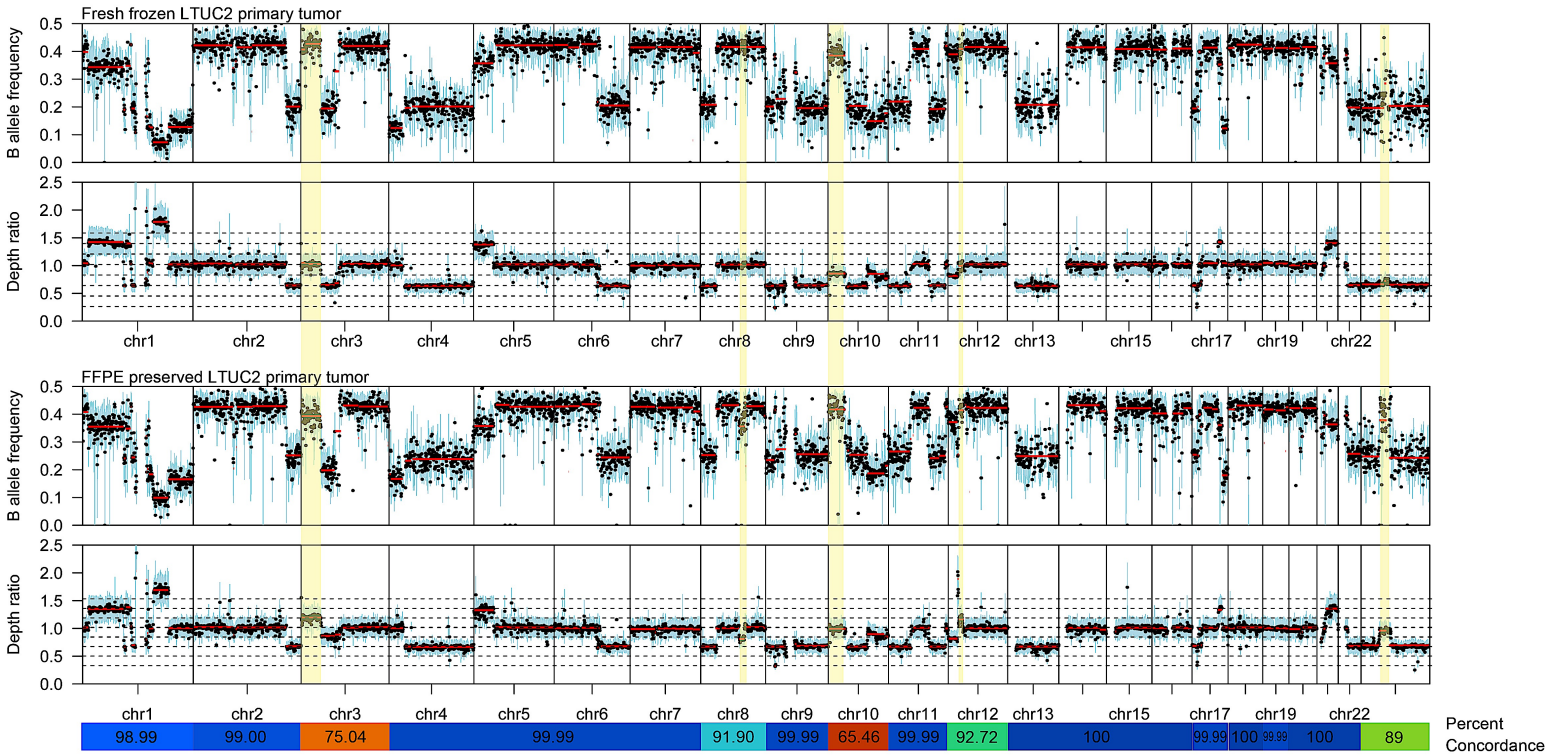 Fresh frozen LTUC2 primary tumor
B allele frequency
0.5
0.4
0.3
0.2
0.1
0.0
Depth ratio
2.5
2.0
1.5
1.0
0.5
0.0
chr1 chr2 chr3 chr4 chr5 chr6 chr7 chr8 chr9 chr10 chr11 chr12 chr13 chr15 chr17 chr19 chr22
FFPE preserved LTUC2 primary tumor
B allele frequency
0.5
0.4
0.3
0.2
0.1
0.0
Depth ratio
2.5
2.0
1.5
1.0
0.5
0.0
chr1 chr2 chr3 chr4 chr5 chr6 chr7 chr8 chr9 chr10 chr11 chr12 chr13 chr15 chr17 chr19 chr22
98.99 99.00 75.04 99.99 91.90 99.99 65.46 99.99 92.72 100 99.99 100 99.99 100 89
Percent
Concordance